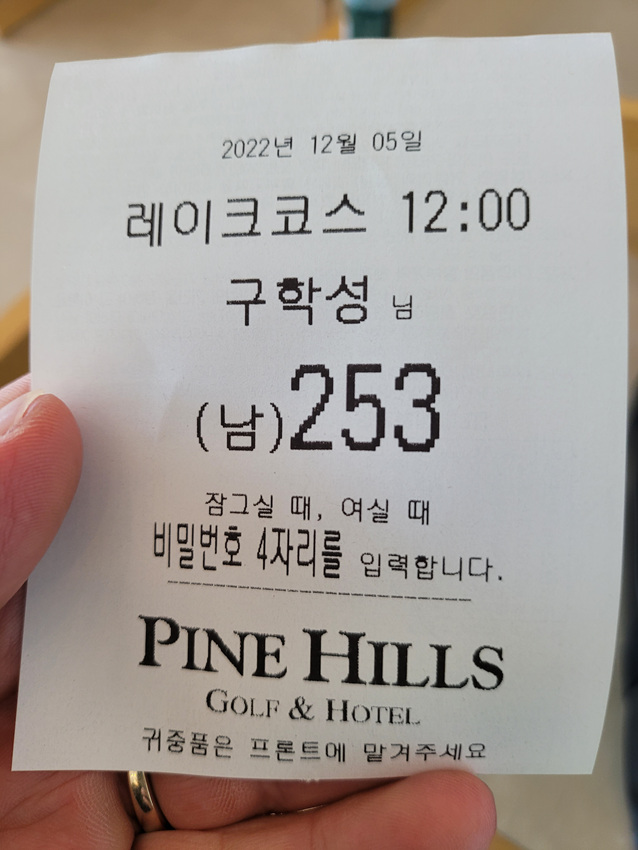 2022년 12월 05일
레이크코스 12:00
구학성 님
(남)253
잠그실 때, 여실 때
비밀번호 4자리를 입력합니다.
PINE HILLS
GOLF & HOTEL
귀중품은 프론트에 맡겨주세요